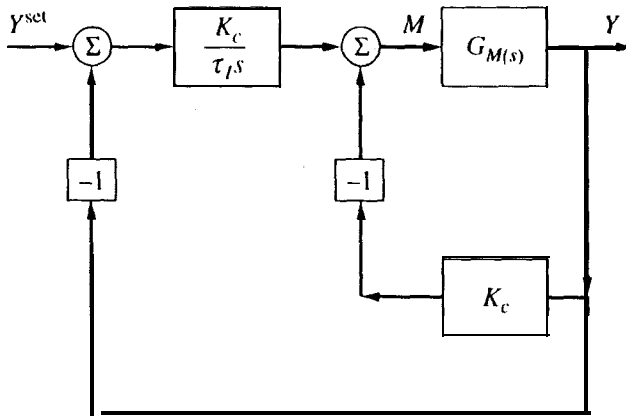 Y^set
Σ
K_c
τ_I s
Σ
M
G_M(s)
Y
−1
−1
K_c